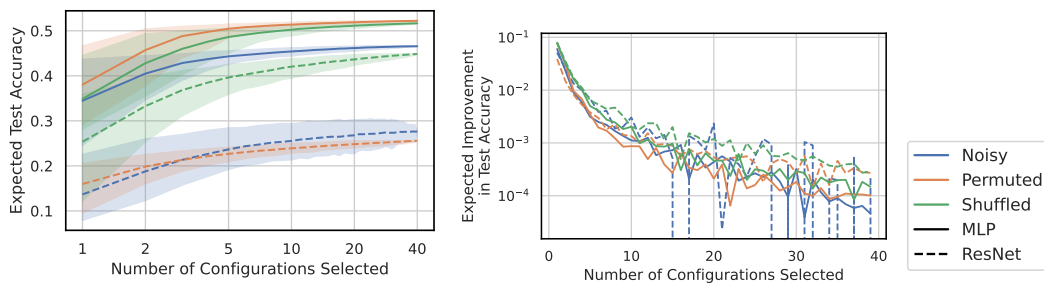 0.5
0.4
0.3
0.2
0.1
Expected Test Accuracy
1 2 5 10 20 40
Number of Configurations Selected
10⁻¹
10⁻²
10⁻³
10⁻⁴
Expected Improvement
in Test Accuracy
0 10 20 30 40
Number of Configurations Selected
Noisy
Permuted
Shuffled
MLP
ResNet